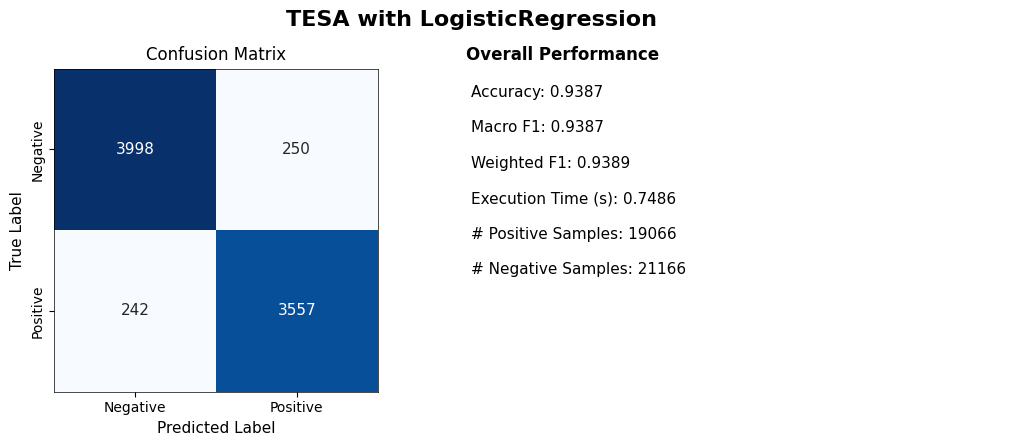 TESA with LogisticRegression
Confusion Matrix
True Label
Negative
Positive
3998 250
242 3557
Negative Positive
Predicted Label
Overall Performance
Accuracy: 0.9387
Macro F1: 0.9387
Weighted F1: 0.9389
Execution Time (s): 0.7486
# Positive Samples: 19066
# Negative Samples: 21166